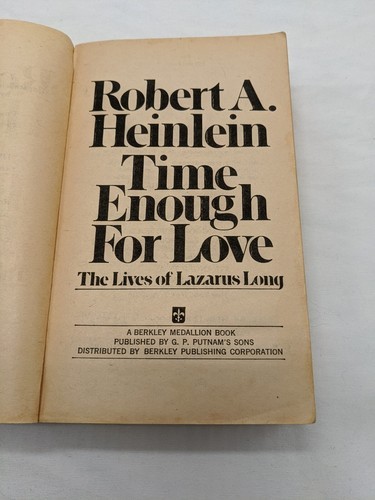 Robert A.
Heinlein
Time
Enough
For Love
The Lives of Lazarus Long
A BERKLEY MEDALLION BOOK
PUBLISHED BY G. P. PUTNAM'S SONS
DISTRIBUTED BY BERKLEY PUBLISHING CORPORATION